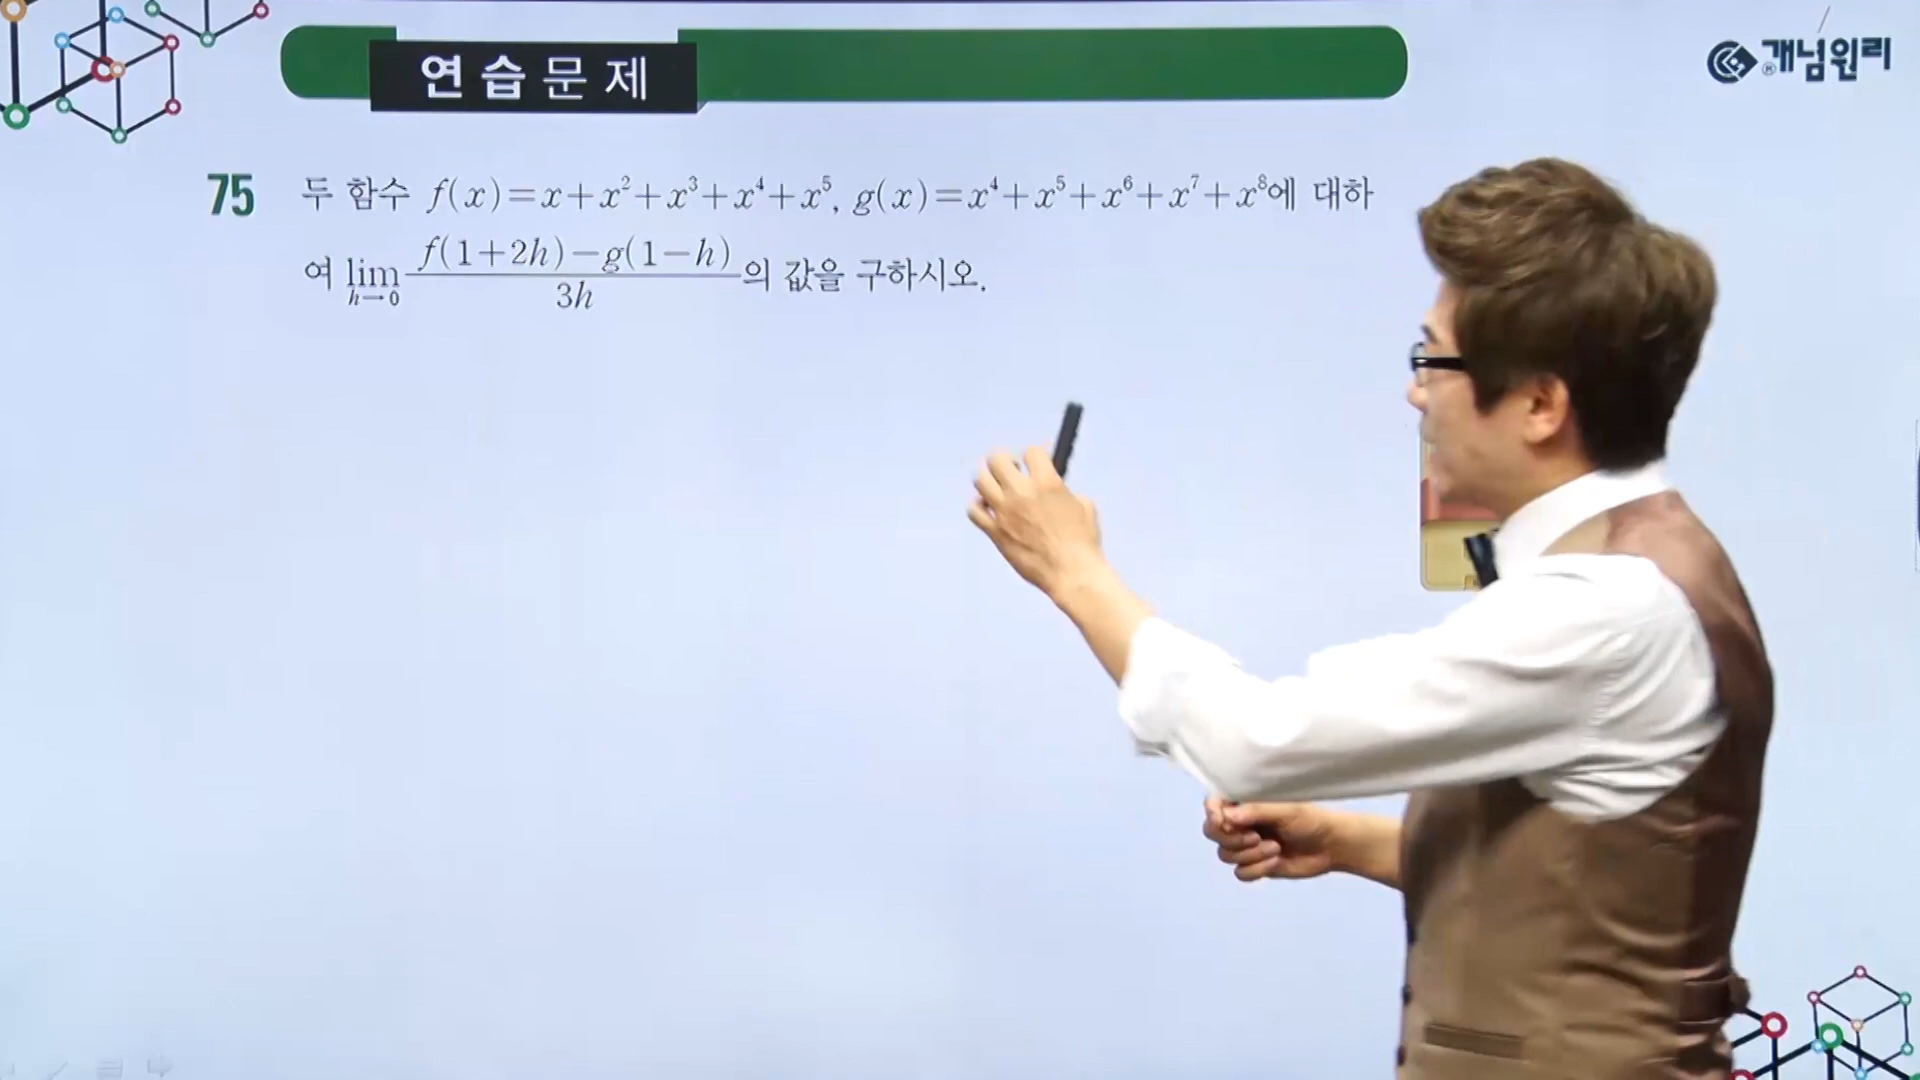 연습문제
개념원리
75 두 함수 f(x)=x+x²+x³+x⁴+x⁵, g(x)=x⁴+x⁵+x⁶+x⁷+x⁸에 대하
여 lim_{h→0} \frac{f(1+2h)-g(1-h)}{3h}의 값을 구하시오.